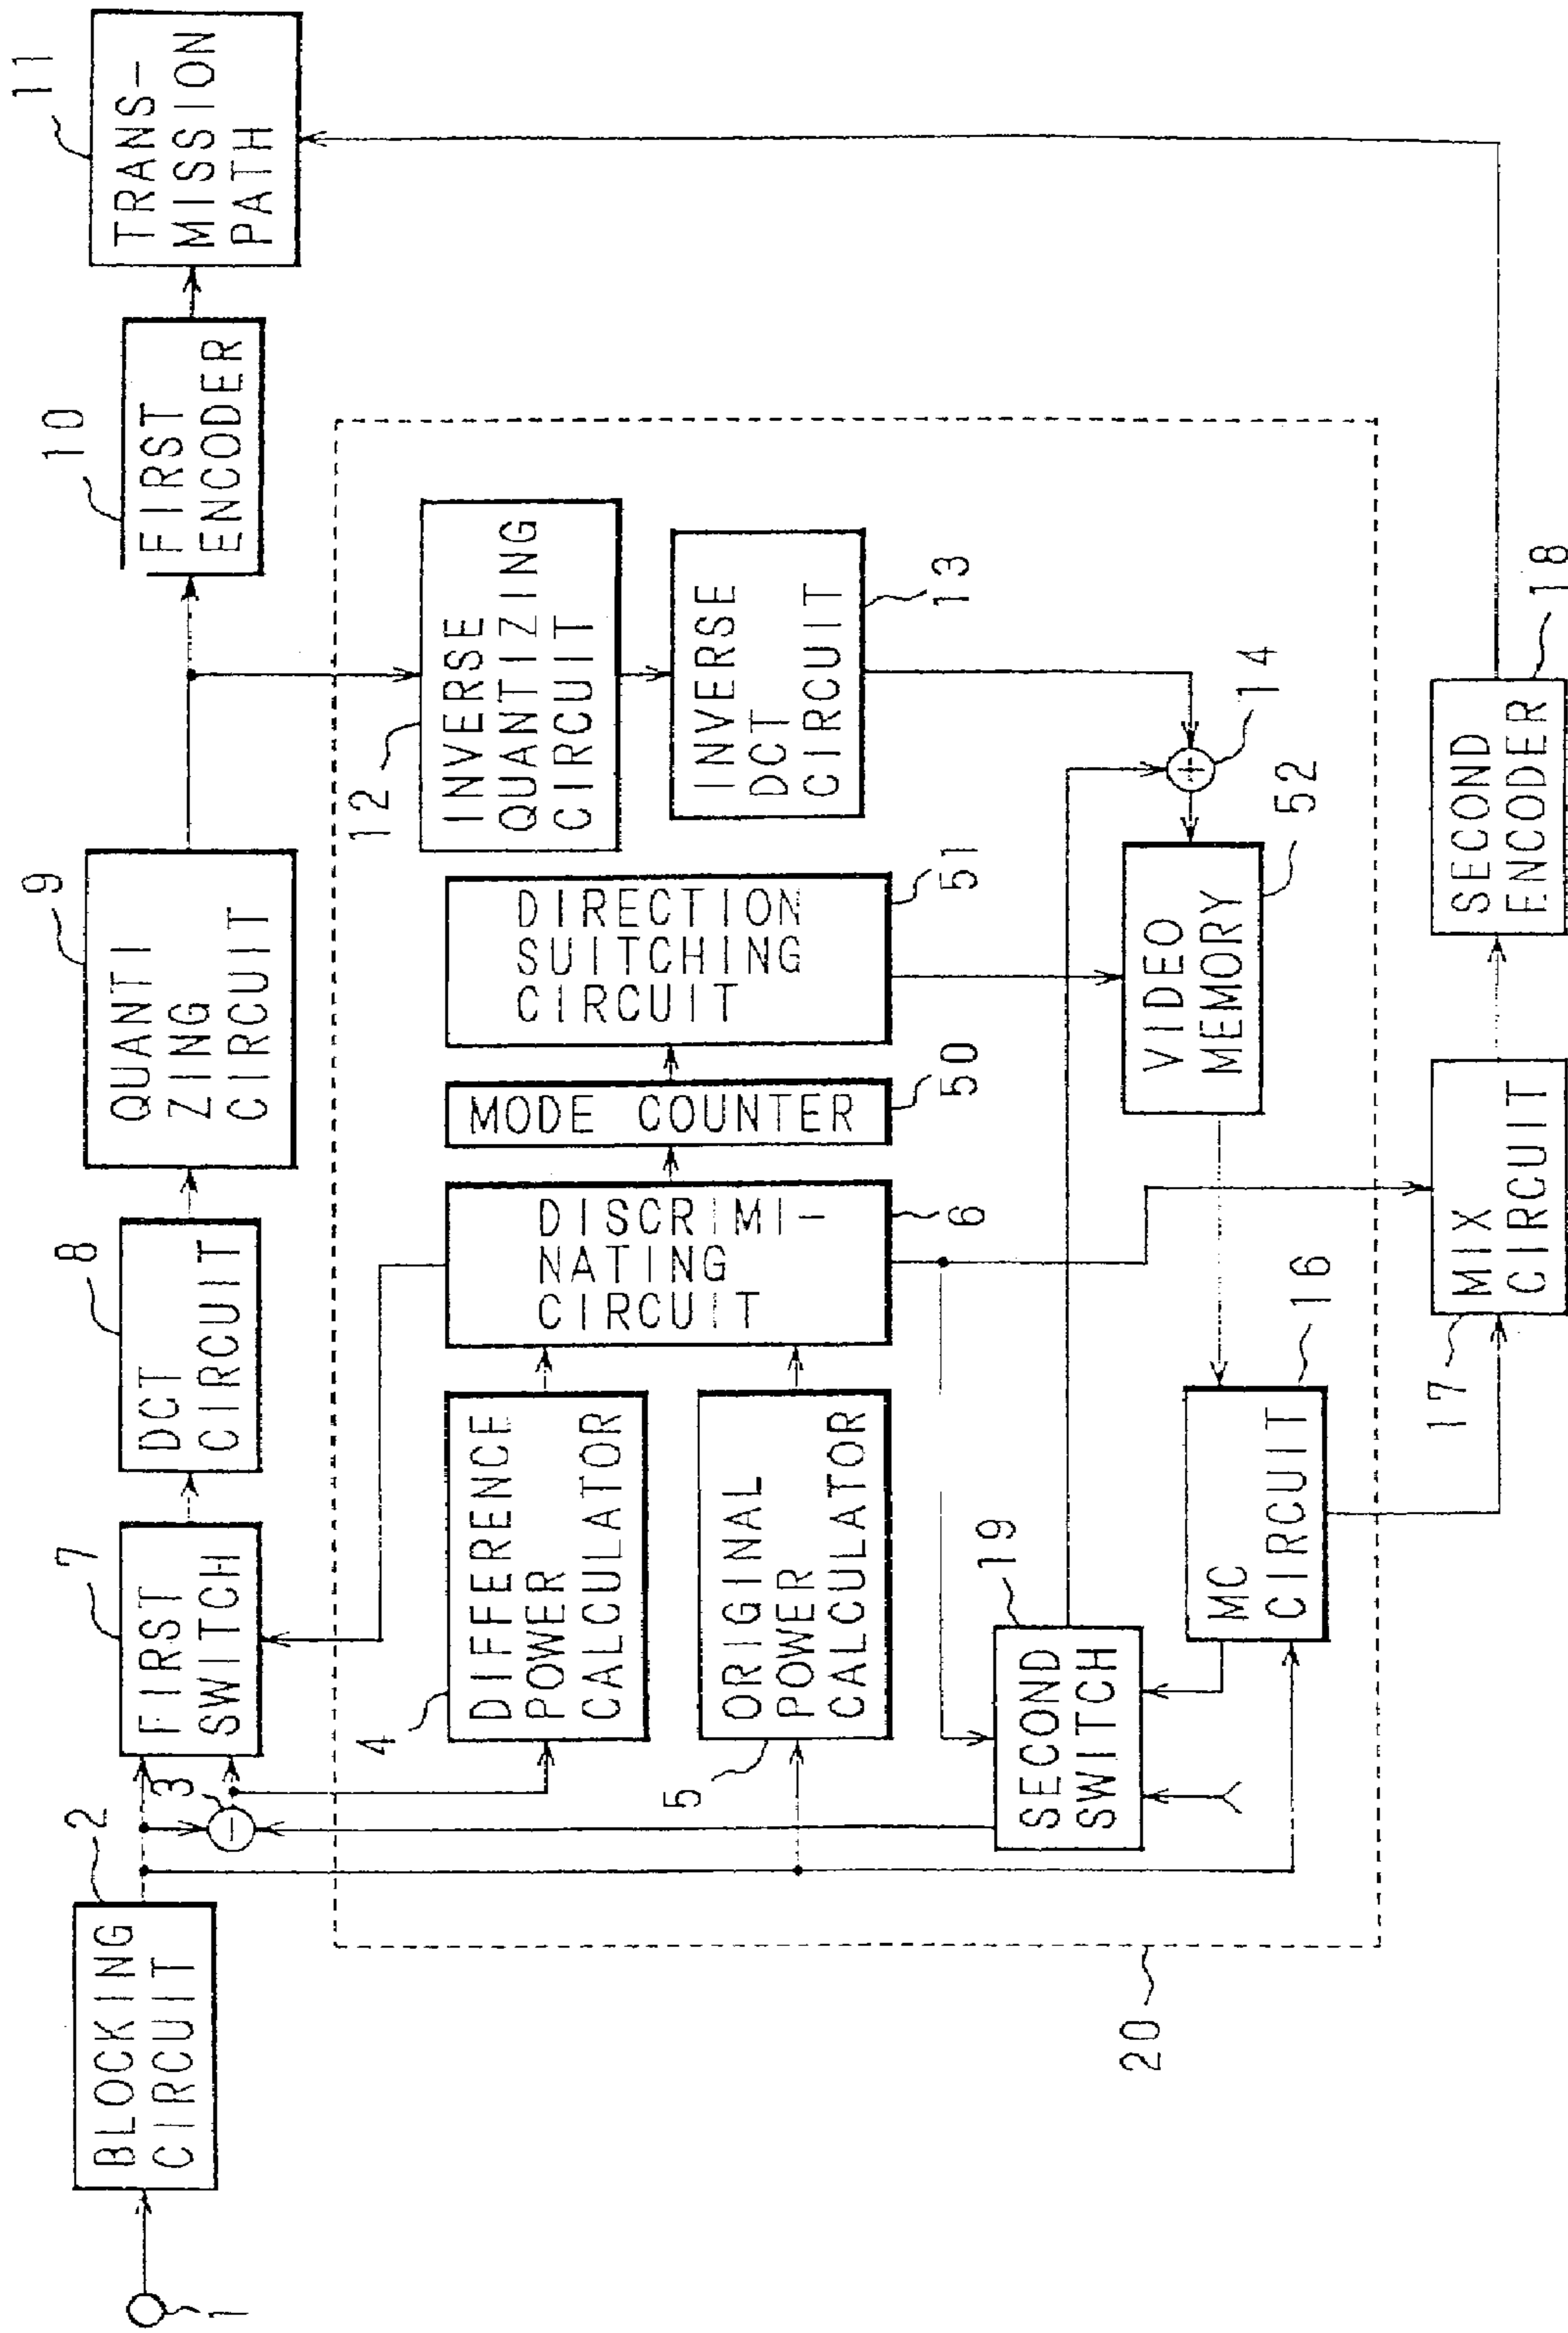 1
BLOCKING
CIRCUIT
2
3
FIRST
SWITCH
7
DCT
CIRCUIT
8
QUANTI
ZING
CIRCUIT
9
FIRST
ENCODER
10
TRANS-
MISSION
PATH
11
DIFFERENCE
POWER
CALCULATOR
4
ORIGINAL
POWER
CALCULATOR
5
DISCRIMI-
NATING
CIRCUIT
6
MODE COUNTER
50
DIRECTION
SUITCHING
CIRCUIT
51
INVERSE
QUANTIZING
CIRCUIT
12
INVERSE
DCT
CIRCUIT
13
SECOND
SWITCH
19
MC
CIRCUIT
16
VIDEO
MEMORY
52
+
14
20
MIX
CIRCUIT
17
SECOND
ENCODER
18